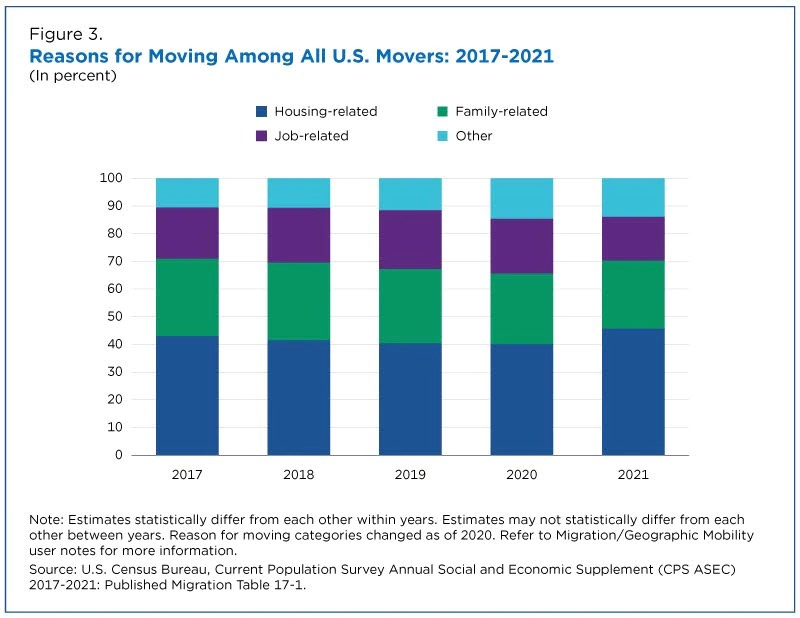 Figure 3.
Reasons for Moving Among All U.S. Movers: 2017-2021
(In percent)
Housing-related
Family-related
Job-related
Other
100
90
80
70
60
50
40
30
20
10
0
2017
2018
2019
2020
2021
Note: Estimates statistically differ from each other within years. Estimates may not statistically differ from each
other between years. Reason for moving categories changed as of 2020. Refer to Migration/Geographic Mobility
user notes for more information.
Source: U.S. Census Bureau, Current Population Survey Annual Social and Economic Supplement (CPS ASEC)
2017-2021: Published Migration Table 17-1.